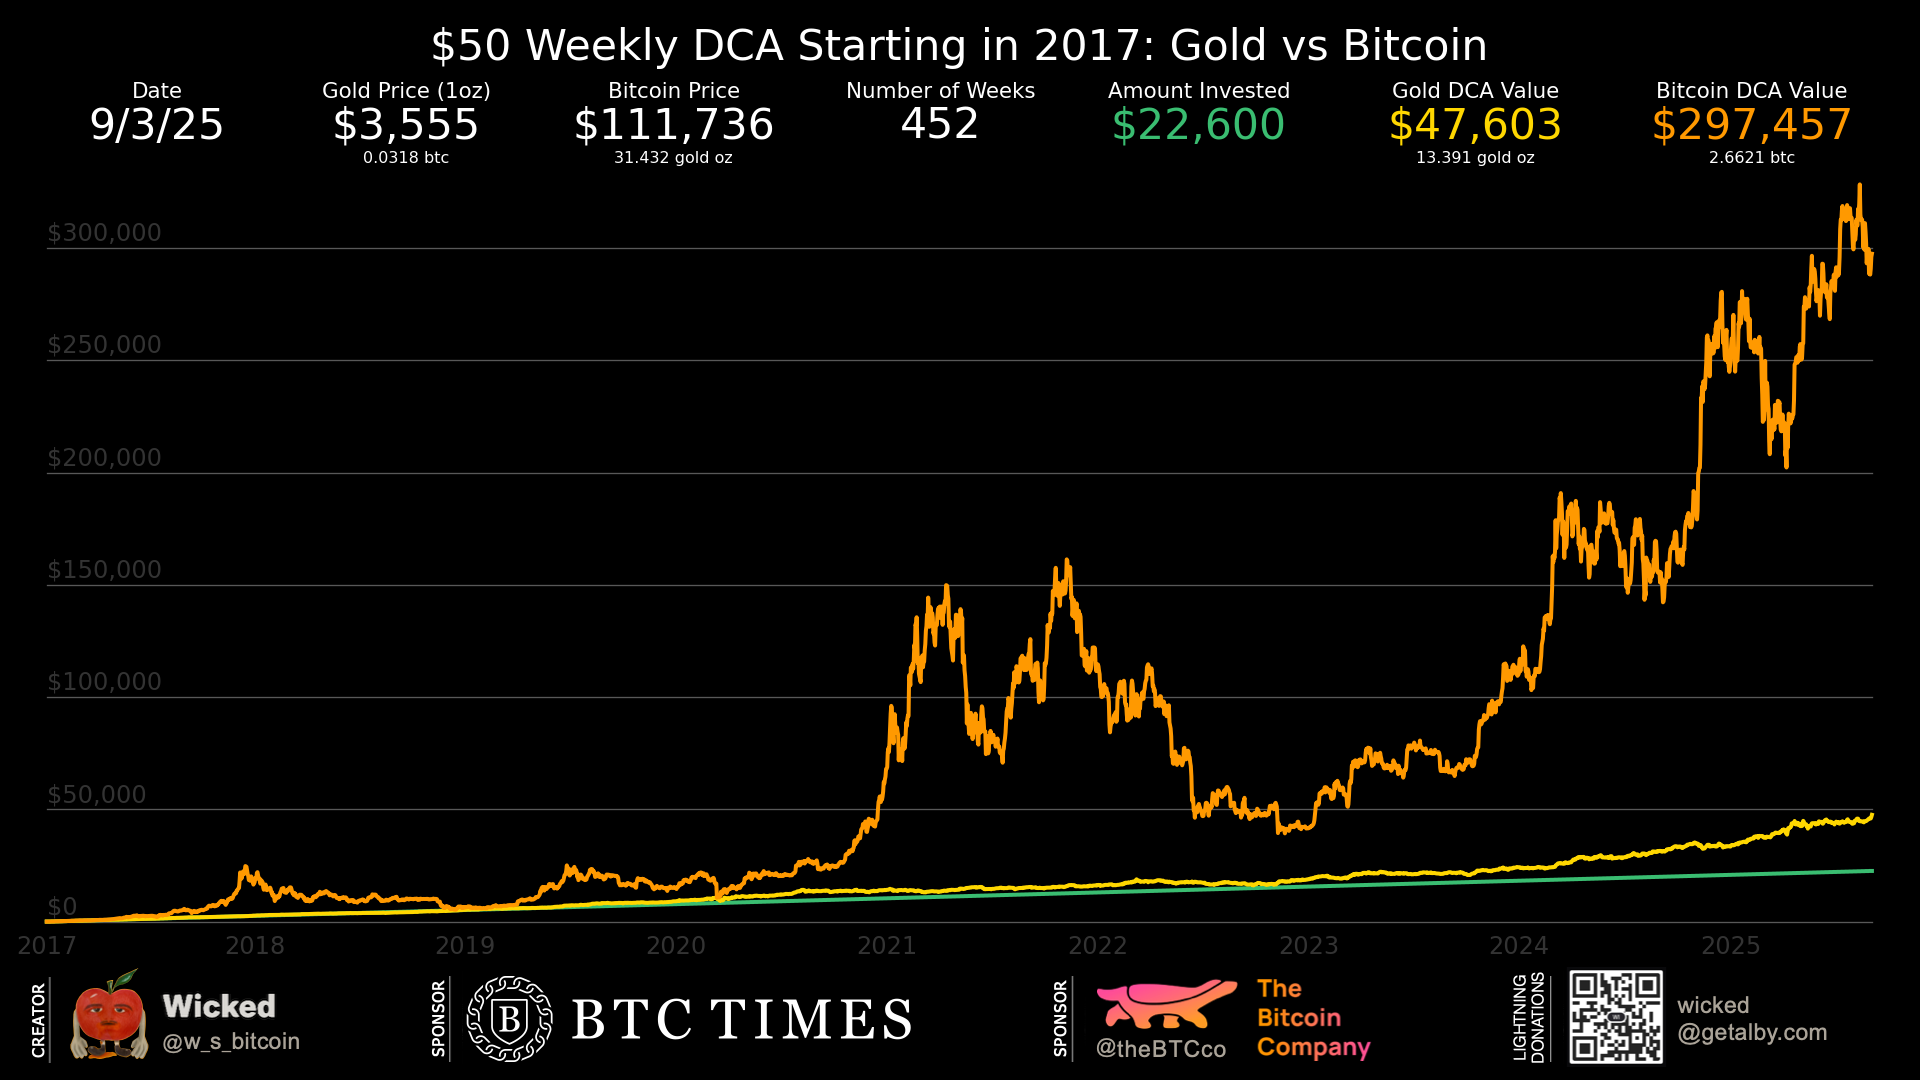 $50 Weekly DCA Starting in 2017: Gold vs Bitcoin
Date
9/3/25
Gold Price (1oz)
$3,555
0.0318 btc
Bitcoin Price
$111,736
31.432 gold oz
Number of Weeks
452
Amount Invested
$22,600
Gold DCA Value
$47,603
13.391 gold oz
Bitcoin DCA Value
$297,457
2.6621 btc
$300,000
$250,000
$200,000
$150,000
$100,000
$50,000
$0
2017 2018 2019 2020 2021 2022 2023 2024 2025
CREATOR
Wicked
@w_s_bitcoin
SPONSOR
B
BTC TIMES
SPONSOR
@theBTCco
The
Bitcoin
Company
LIGHTNING
DONATIONS
wicked
@getalby.com